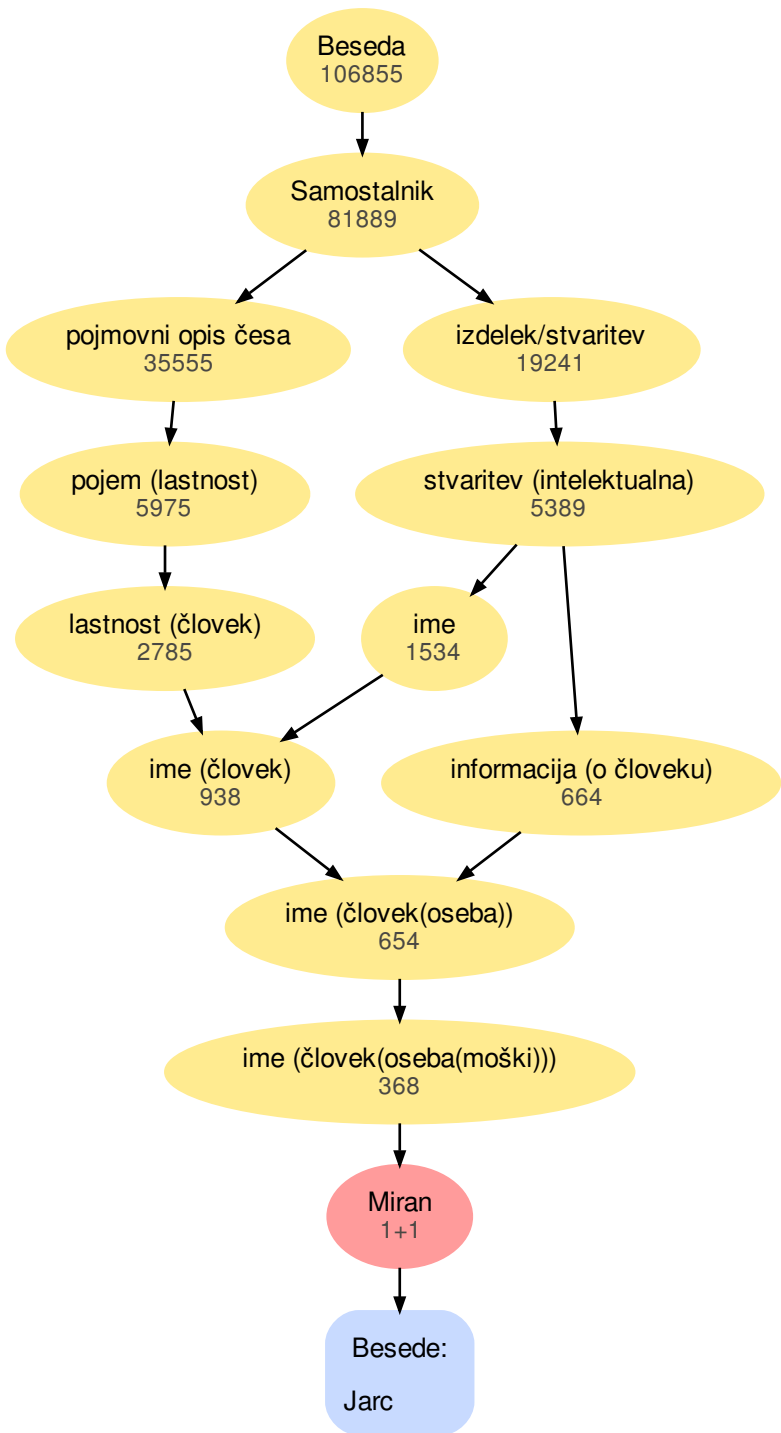 Beseda
106855
Samostalnik
81889
pojmovni opis česa
35555
izdelek/stvaritev
19241
pojem (lastnost)
5975
stvaritev (intelektualna)
5389
lastnost (človek)
2785
ime
1534
ime (človek)
938
informacija (o človeku)
664
ime (človek(oseba))
654
ime (človek(oseba(moški)))
368
Miran
1+1
Besede:
Jarc